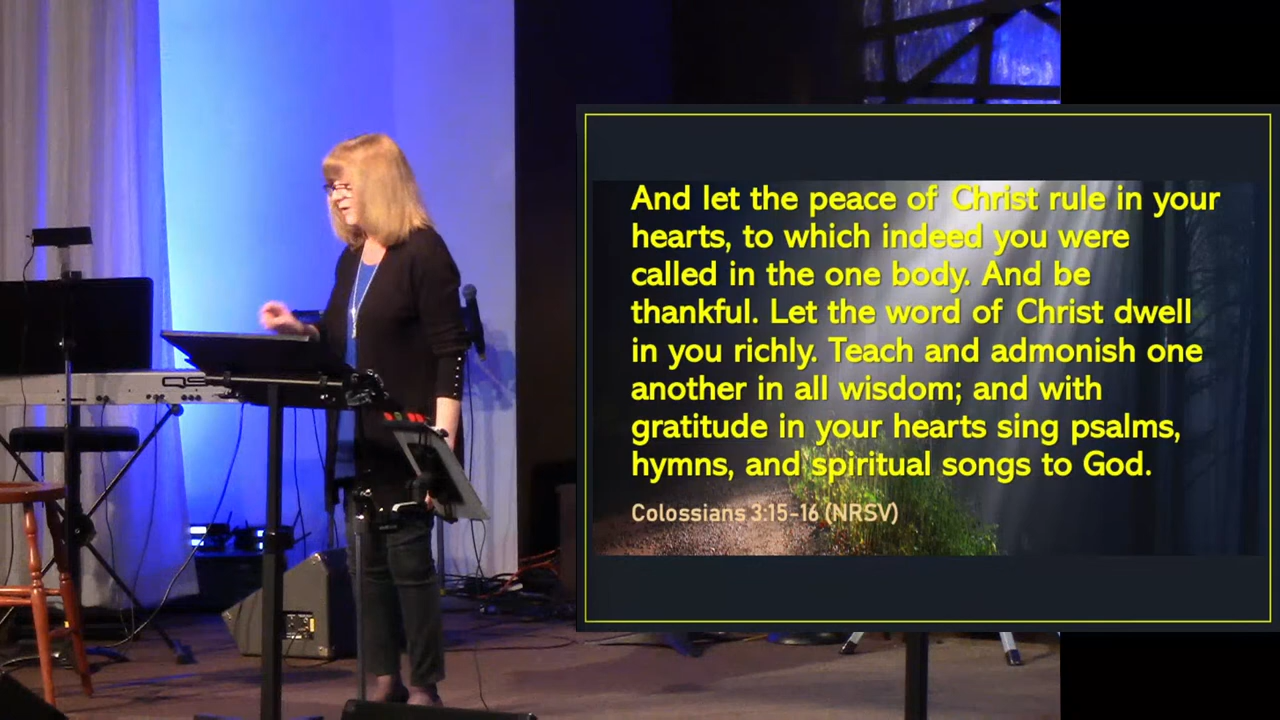 And let the peace of Christ rule in your
hearts, to which indeed you were
called in the one body. And be
thankful. Let the word of Christ dwell
in you richly. Teach and admonish one
another in all wisdom; and with
gratitude in your hearts sing psalms,
hymns, and spiritual songs to God.
Colossians 3:15-16 (NRSV)
QS